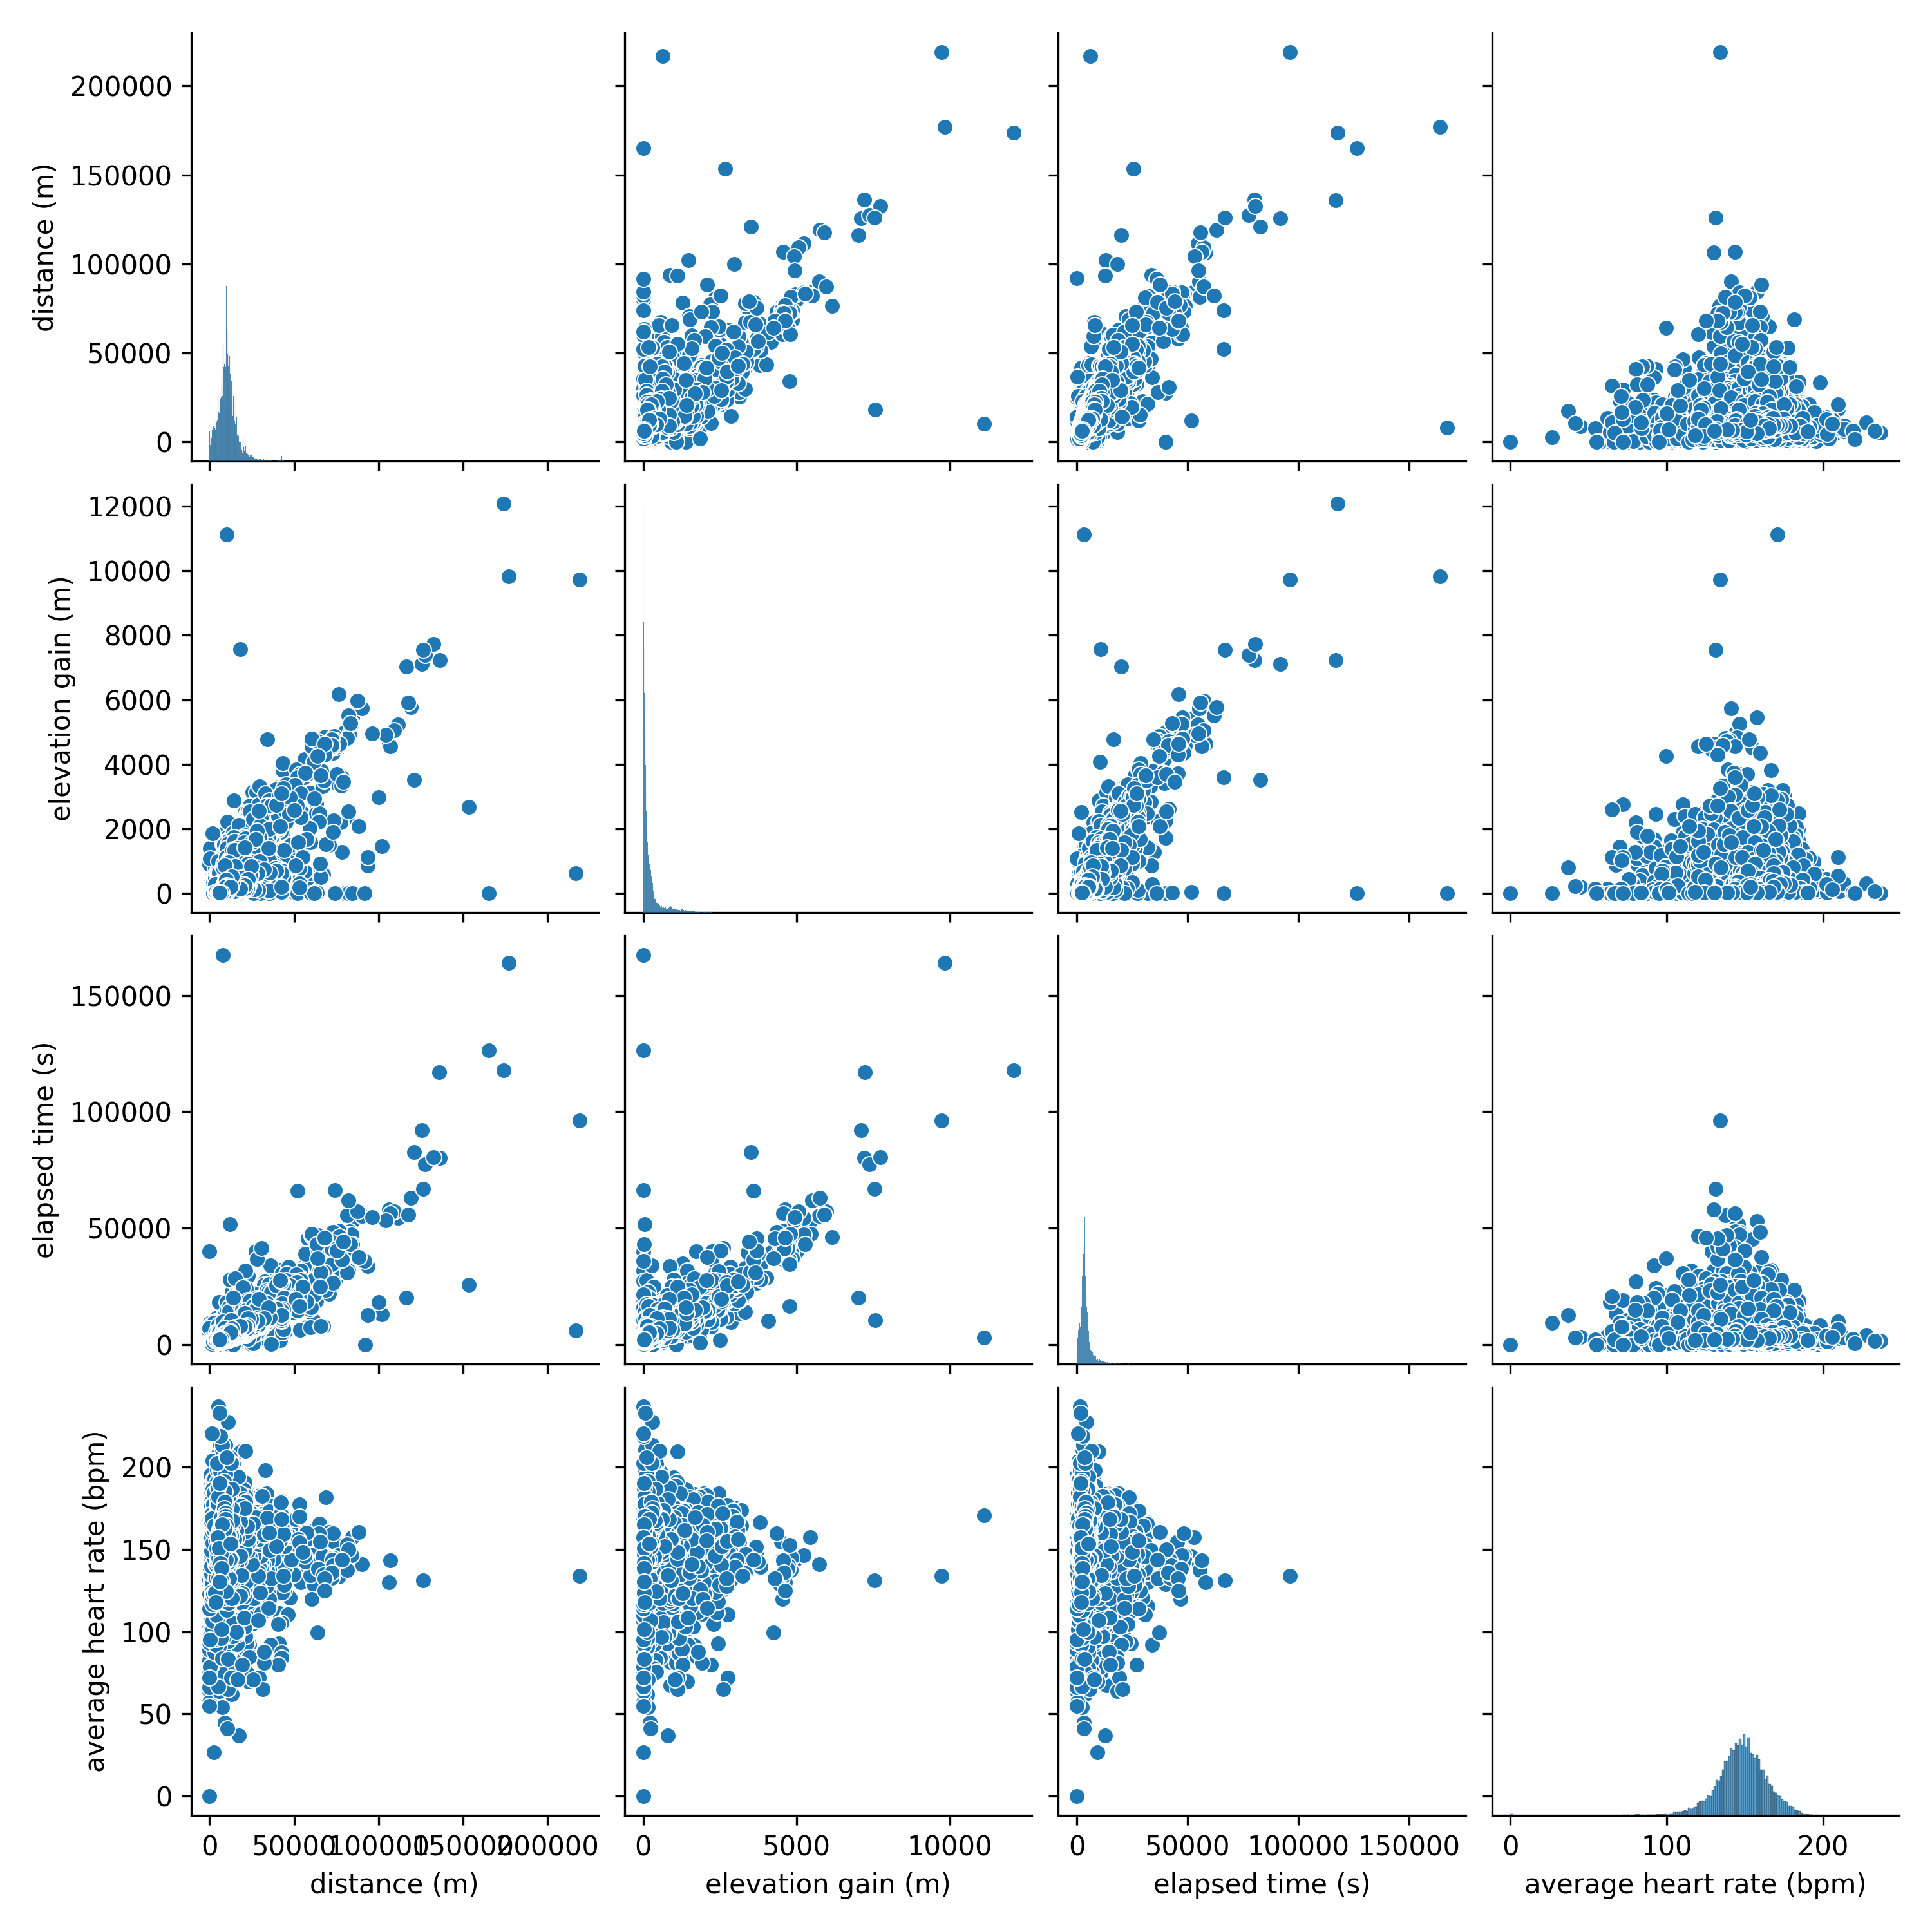 200000
150000
100000
50000
0
distance (m)
12000
10000
8000
6000
4000
2000
0
elevation gain (m)
150000
100000
50000
0
elapsed time (s)
200
150
100
50
0
average heart rate (bpm)
0 50000 100000 150000 200000
0 5000 10000
0 50000 100000 150000
0 100 200
distance (m)
elevation gain (m)
elapsed time (s)
average heart rate (bpm)